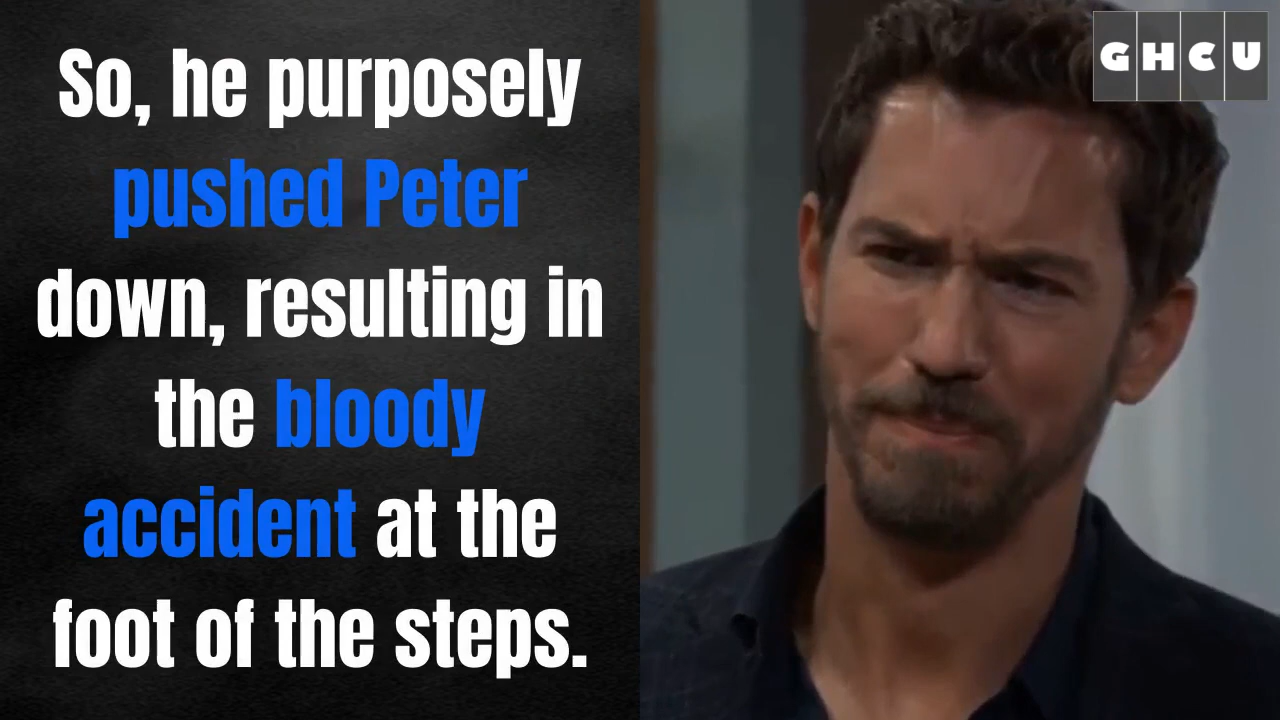 So, he purposely
pushed Peter
down, resulting in
the bloody
accident at the
foot of the steps.
GHCU